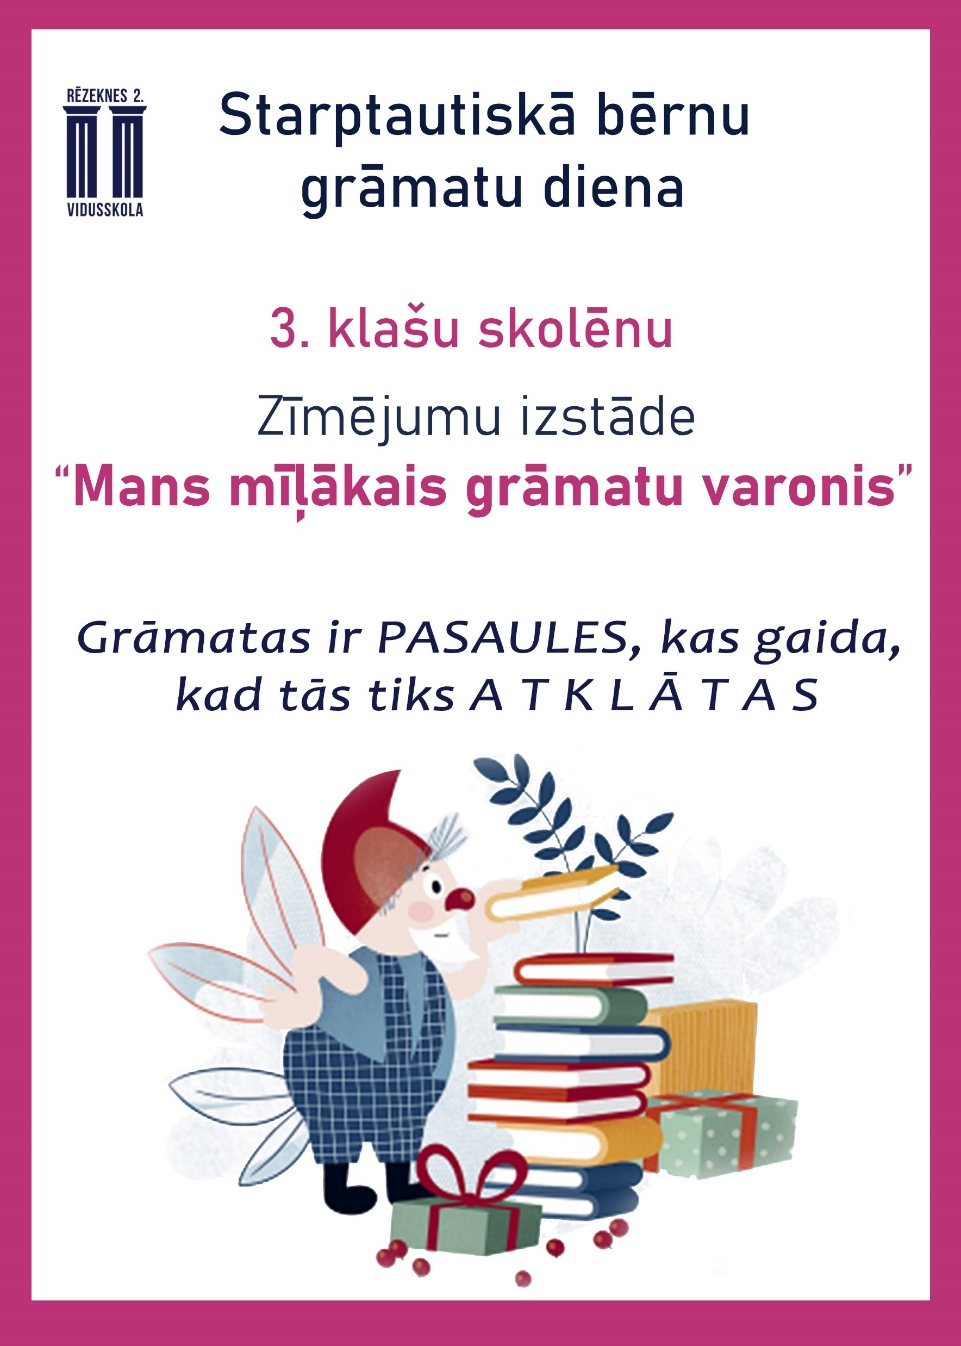 RĒZEKNES 2.
VIDUSSKOLA
Starptautiskā bērnu
grāmatu diena
3. klašu skolēnu
Zīmējumu izstāde
“Mans mīļākais grāmatu varonis”
Grāmatas ir PASAULES, kas gaida,
kad tās tiks A T K L Ā T A S